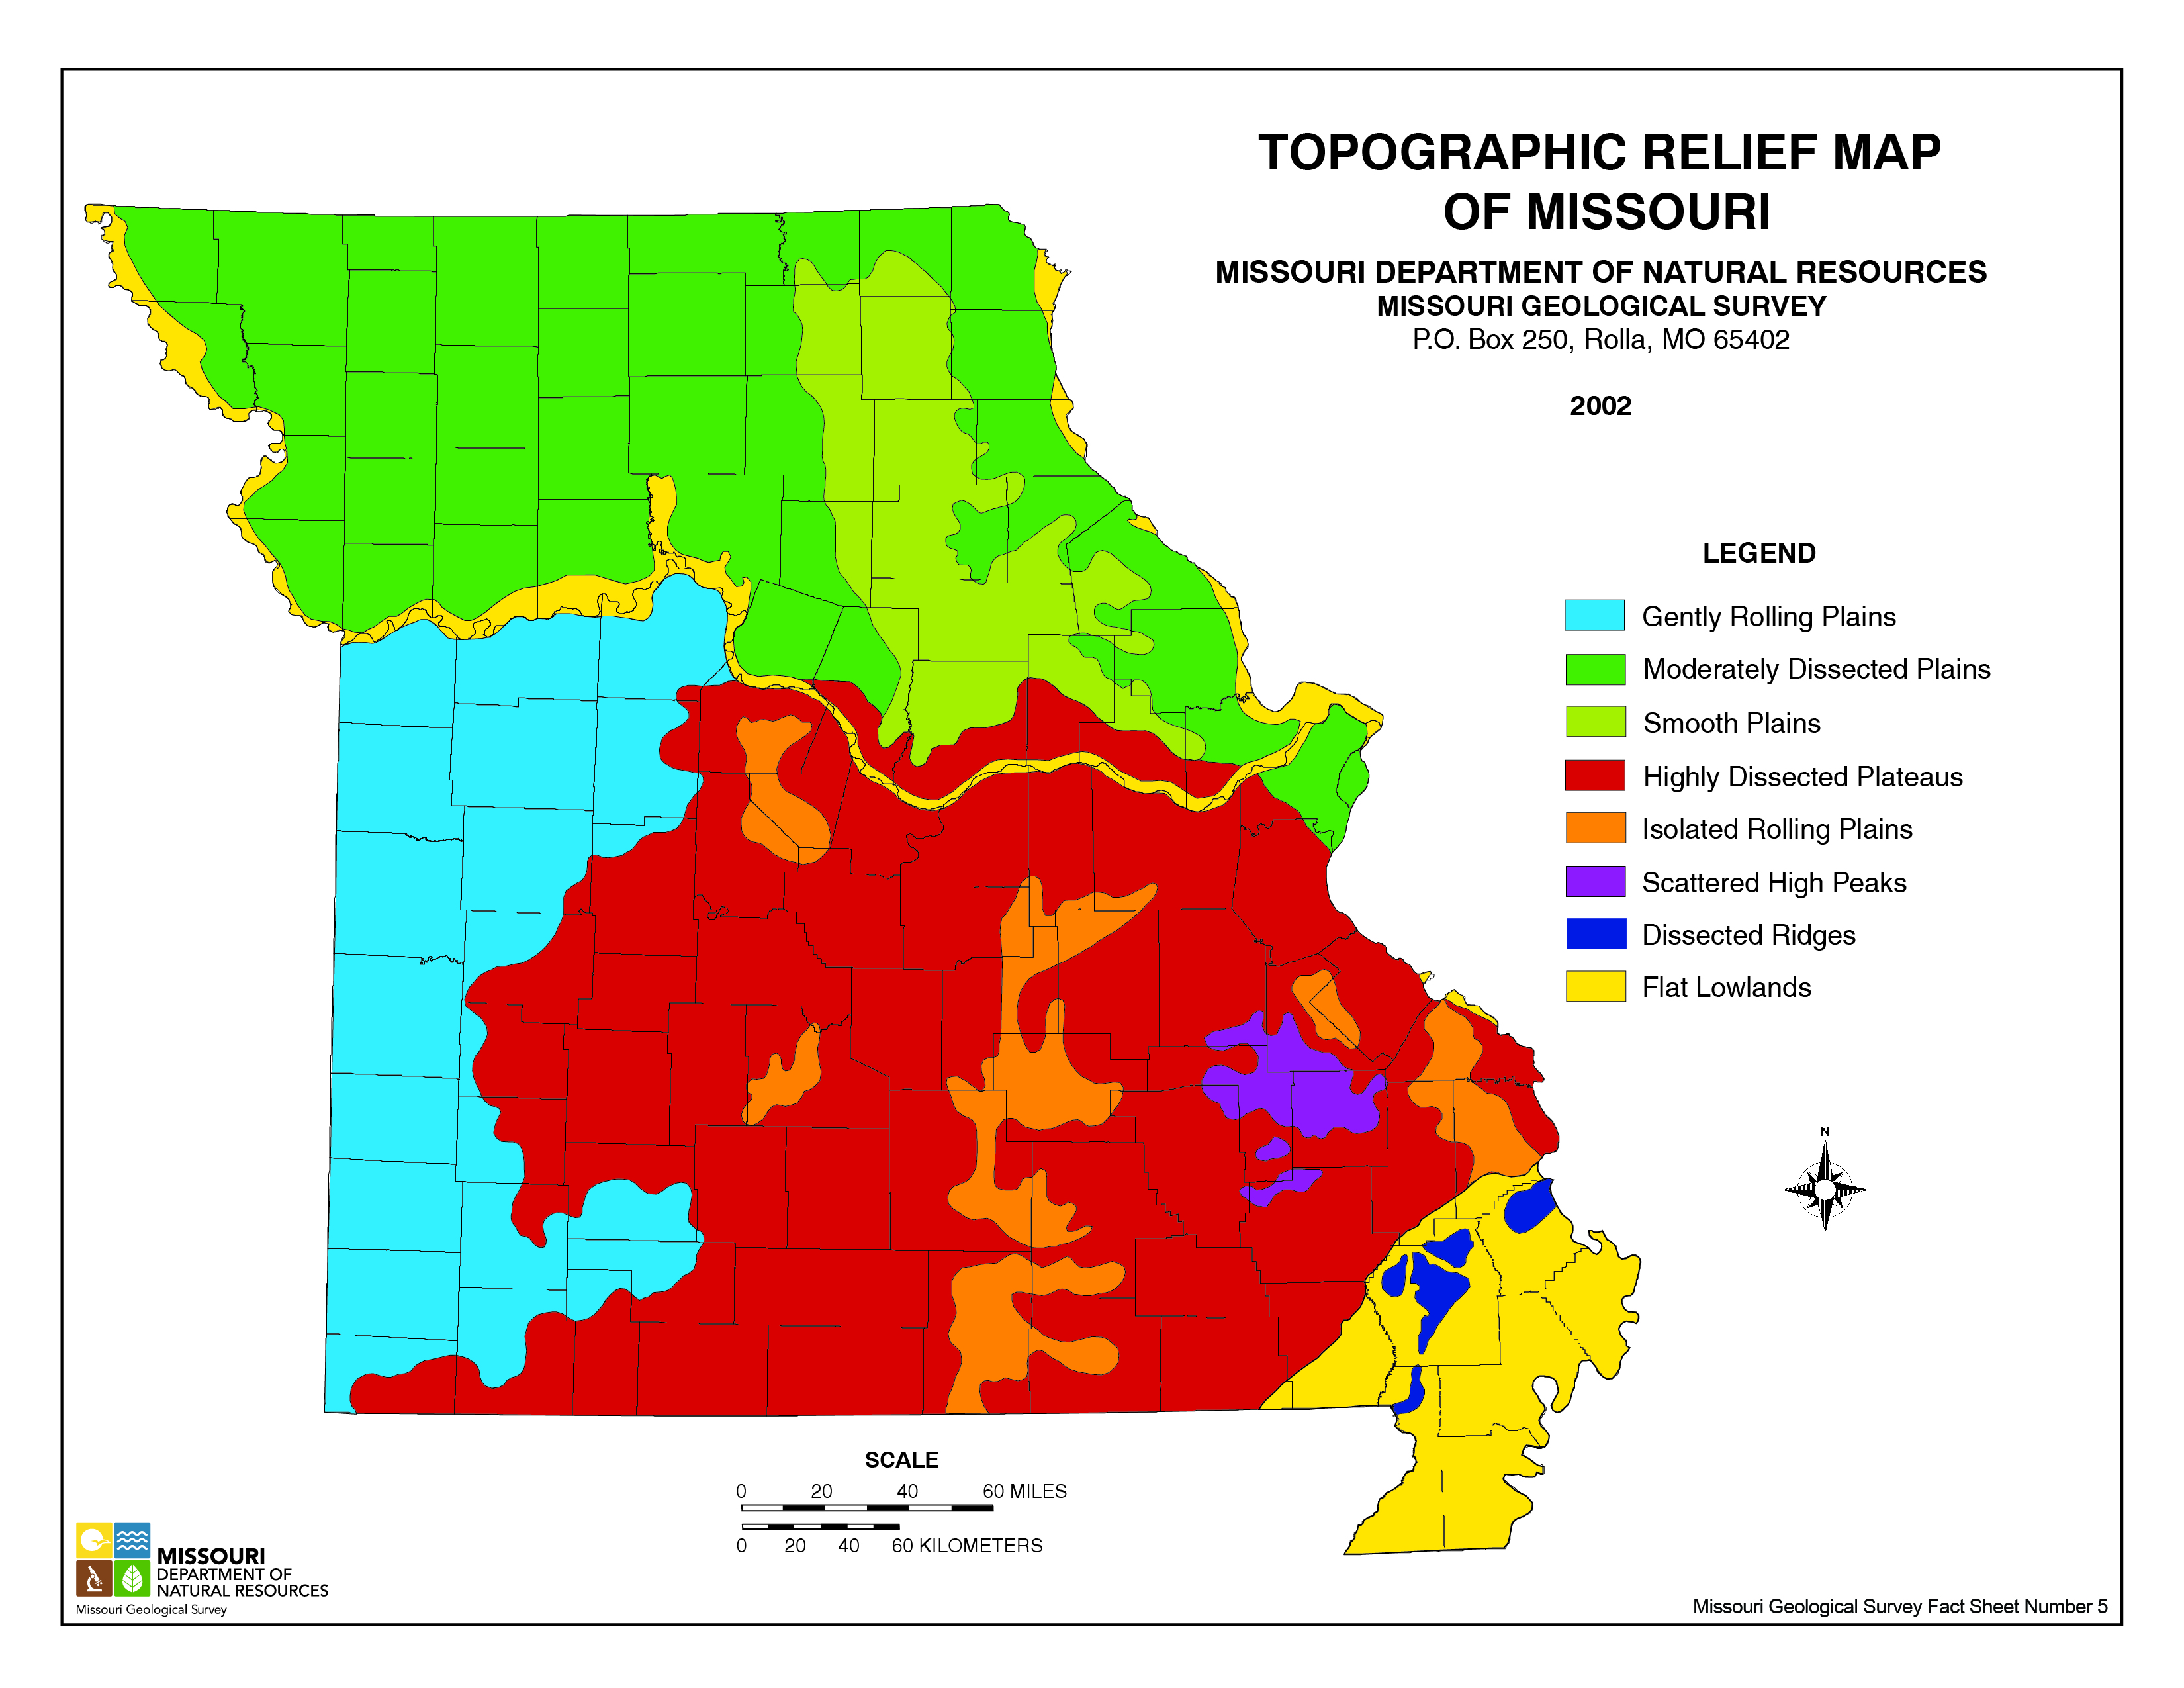 TOPOGRAPHIC RELIEF MAP
OF MISSOURI
MISSOURI DEPARTMENT OF NATURAL RESOURCES
MISSOURI GEOLOGICAL SURVEY
P.O. Box 250, Rolla, MO 65402
2002
LEGEND
Gently Rolling Plains
Moderately Dissected Plains
Smooth Plains
Highly Dissected Plateaus
Isolated Rolling Plains
Scattered High Peaks
Dissected Ridges
Flat Lowlands
N
SCALE
0 20 40 60 MILES
0 20 40 60 KILOMETERS
MISSOURI
DEPARTMENT OF
NATURAL RESOURCES
Missouri Geological Survey
Missouri Geological Survey Fact Sheet Number 5